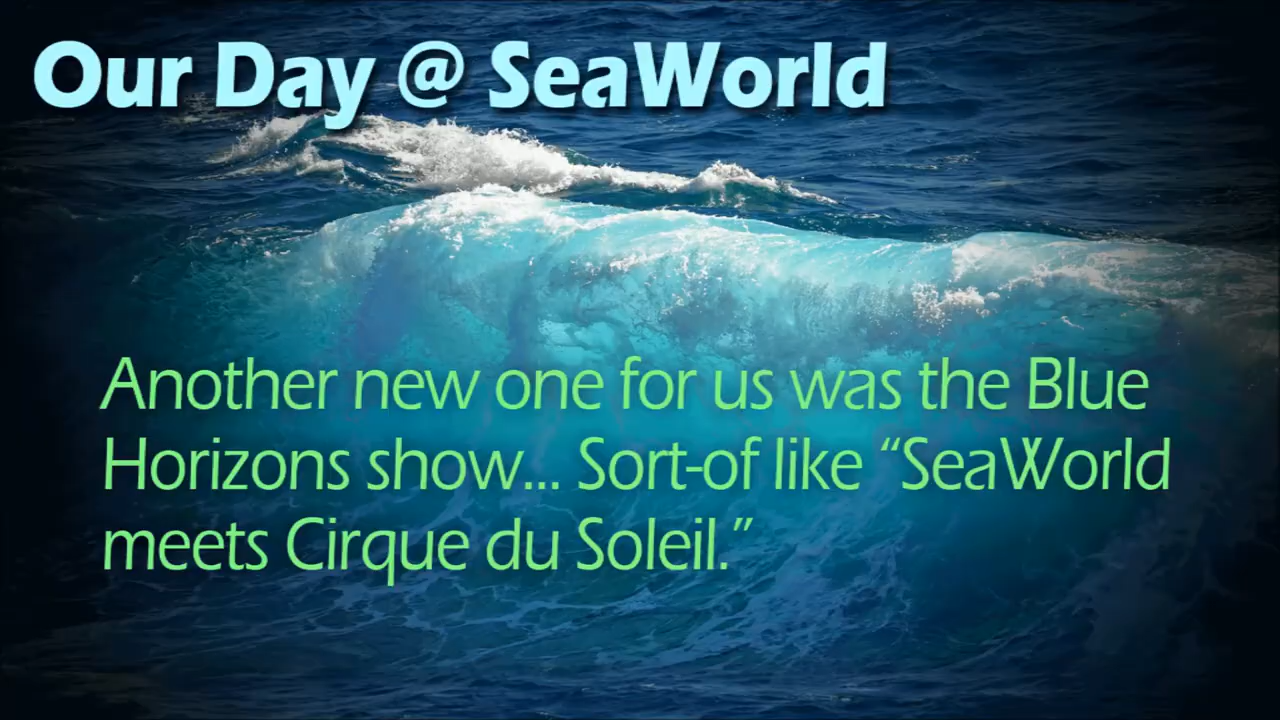 Our Day @ SeaWorld
Another new one for us was the Blue
Horizons show... Sort-of like “SeaWorld
meets Cirque du Soleil.”